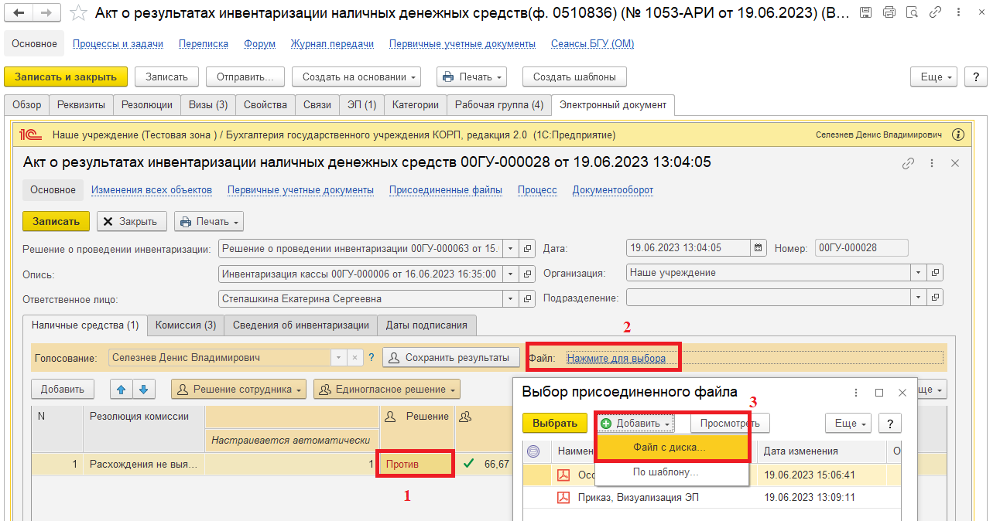 Акт о результатах инвентаризации наличных денежных средств(ф. 0510836) (№ 1053-АРИ от 19.06.2023) (В...
Основное Процессы и задачи Переписка Форум Журнал передачи Первичные учетные документы Сеансы БГУ (ОМ)
Записать и закрыть Записать Отправить... Создать на основании Печать Создать шаблоны Еще ?
Обзор Реквизиты Резолюции Визы (3) Свойства Связи ЭП (1) Категории Рабочая группа (4) Электронный документ
1С Наше учреждение (Тестовая зона ) / Бухгалтерия государственного учреждения КОРП, редакция 2.0 (1С:Предприятие) Селезнев Денис Владимирович
Акт о результатах инвентаризации наличных денежных средств 00ГУ-000028 от 19.06.2023 13:04:05
Основное Изменения всех объектов Первичные учетные документы Присоединенные файлы Процесс Документооборот
Записать Закрыть Печать
Решение о проведении инвентаризации: Решение о проведении инвентаризации 00ГУ-000063 от 15. Дата: 19.06.2023 13:04:05 Номер: 00ГУ-000028
Опись: Инвентаризация кассы 00ГУ-000006 от 16.06.2023 16:35:00 Организация: Наше учреждение
Ответственное лицо: Степашкина Екатерина Сергеевна Подразделение:
Наличные средства (1) Комиссия (3) Сведения об инвентаризации Даты подписания
2
Голосование: Селезнев Денис Владимирович ? Сохранить результаты Файл: Нажмите для выбора
Добавить Решение сотрудника Единогласное решение ще
N Резолюция комиссии Решение
Настраивается автоматически
1 Расхождения не выя... 1 Против 66,67
1
Выбор присоединенного файла
3
Выбрать Добавить Просмотреть Еще ?
Наимен Дата изменения О
Файл с диска...
По шаблону...
Осо 19.06.2023 15:06:41
Приказ, Визуализация ЭП 19.06.2023 13:09:11